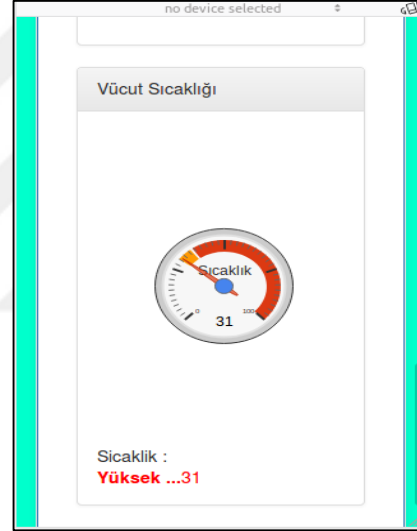 no device selected
Vücut Sıcaklığı
Sıcaklık
0
100
31
Sicaklik :
Yüksek ...31